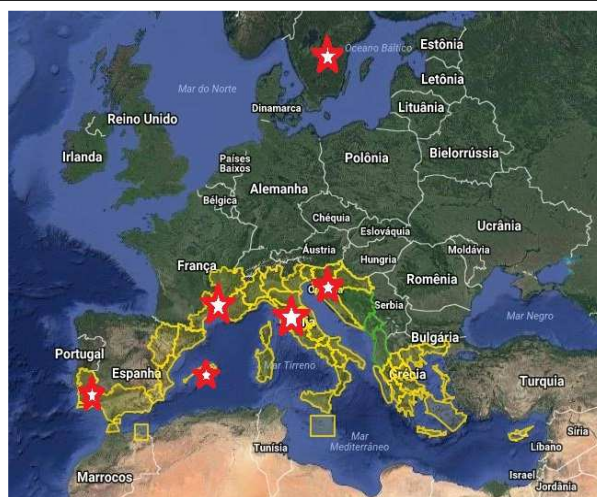 Oceano Báltico
Estônia
Mar do Norte
Letônia
Dinamarca
Lituânia
Reino Unido
Irlanda
Países
Baixos
Polônia
Bielorrússia
Alemanha
Bélgica
Chéquia
Ucrânia
Eslováquia
Áustria
Moldávia
França
Hungria
Romênia
Sérbia
Mar Negro
Bulgária
Portugal
Espanha
Mar Tirreno
Grécia
Turquia
Mar
Mediterrâneo
Tunísia
Síria
Líbano
Israel
Marrocos
Jordânia